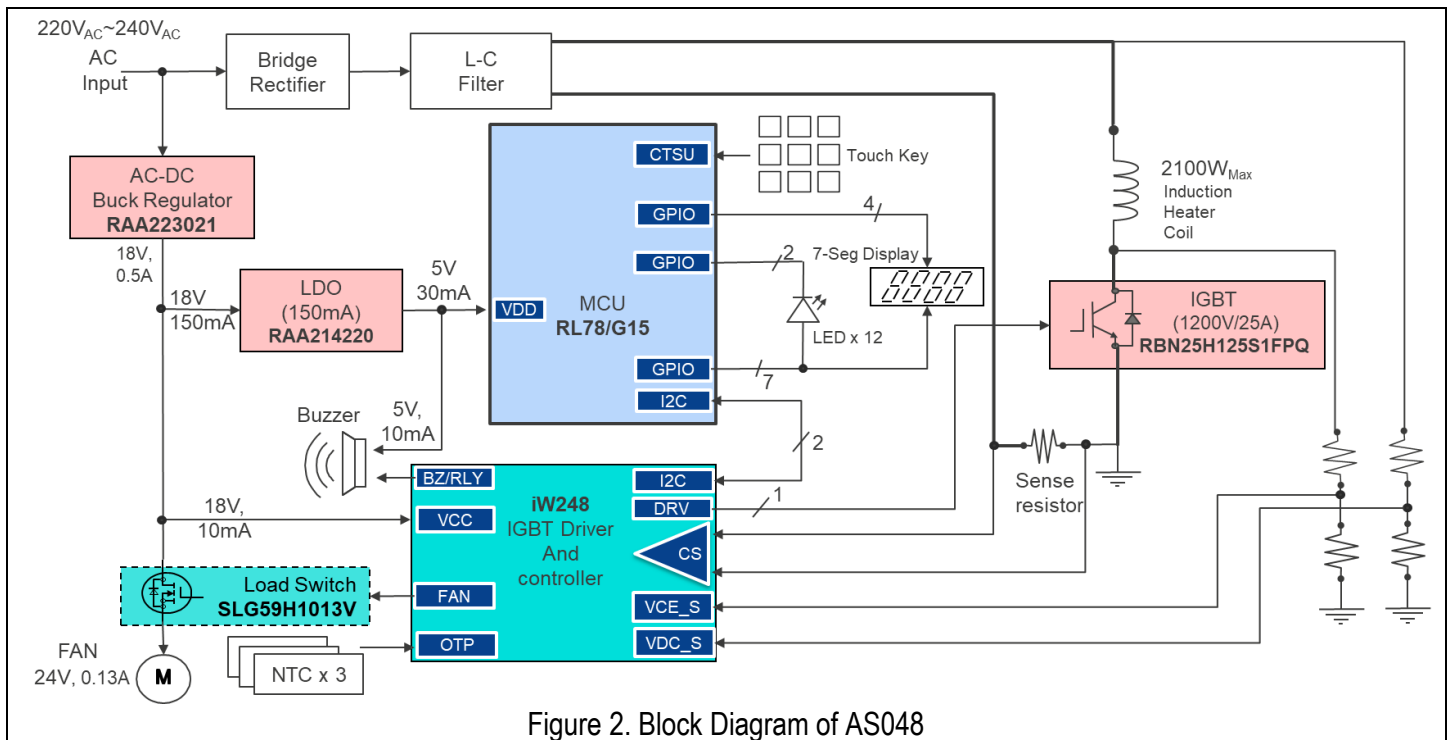 220VAC~240VAC
AC
Input
Bridge
Rectifier
L-C
Filter
AC-DC
Buck Regulator
RAA223021
18V,
0.5A
18V
150mA
LDO
(150mA)
RAA214220
5V
30mA
CTSU
GPIO
GPIO
VDD
MCU
RL78/G15
GPIO
I2C
Touch Key
4
2
7-Seg Display
LED x 12
7
2
2100WMax
Induction
Heater
Coil
IGBT
(1200V/25A)
RBN25H125S1FPQ
Sense
resistor
Buzzer
5V,
10mA
18V,
10mA
BZ/RLY
VCC
FAN
OTP
iW248
IGBT Driver
And
controller
I2C
DRV
1
CS
VCE_S
VDC_S
Load Switch
SLG59H1013V
FAN
24V, 0.13A
M
NTC x 3
Figure 2. Block Diagram of AS048